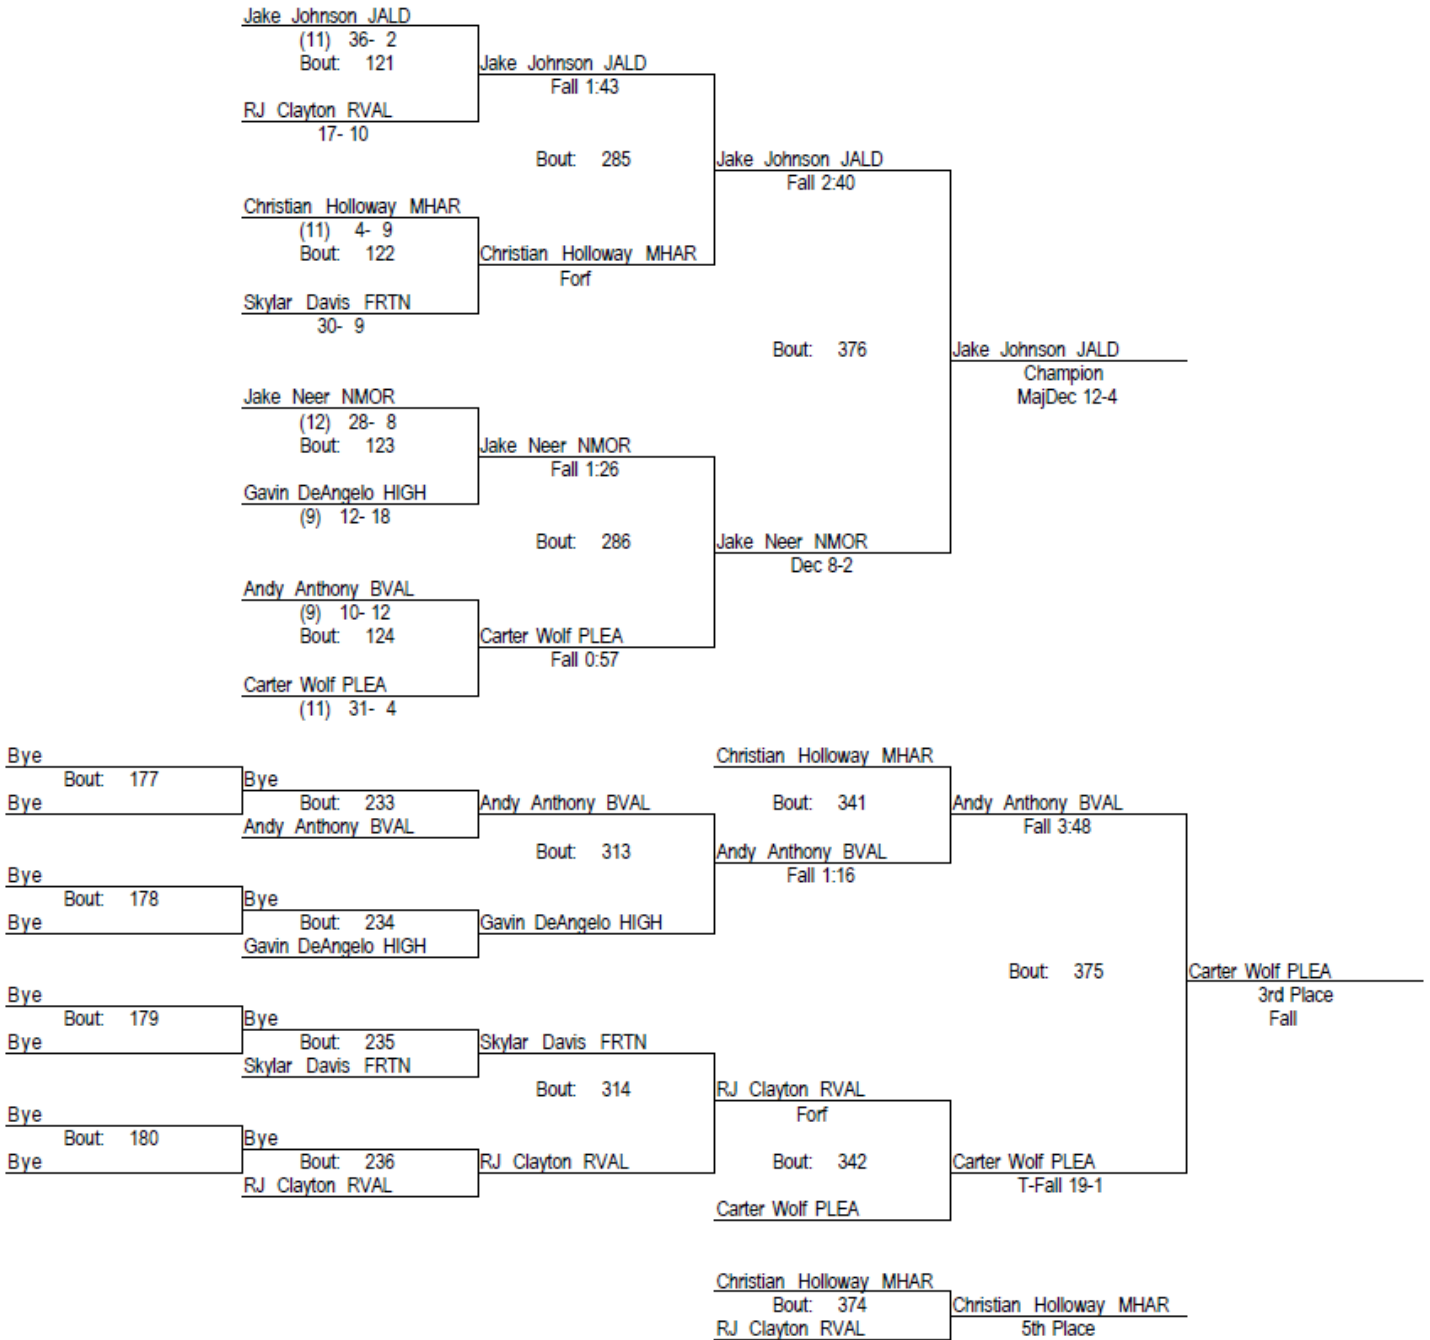 Jake Johnson JALD
(11) 36- 2
Bout: 121
RJ Clayton RVAL
17- 10
Jake Johnson JALD
Fall 1:43
Bout: 285
Christian Holloway MHAR
(11) 4- 9
Bout: 122
Skylar Davis FRTN
30- 9
Christian Holloway MHAR
Forf
Jake Johnson JALD
Fall 2:40
Bout: 376
Jake Neer NMOR
(12) 28- 8
Bout: 123
Gavin DeAngelo HIGH
(9) 12- 18
Jake Neer NMOR
Fall 1:26
Bout: 286
Andy Anthony BVAL
(9) 10- 12
Bout: 124
Carter Wolf PLEA
(11) 31- 4
Carter Wolf PLEA
Fall 0:57
Jake Neer NMOR
Dec 8-2
Jake Johnson JALD
Champion
MajDec 12-4
Bye
Bout: 177
Bye
Bye
Bout: 233
Andy Anthony BVAL
Andy Anthony BVAL
Bout: 313
Bye
Bout: 178
Bye
Bye
Bout: 234
Gavin DeAngelo HIGH
Gavin DeAngelo HIGH
Christian Holloway MHAR
Bout: 341
Andy Anthony BVAL
Fall 1:16
Andy Anthony BVAL
Fall 3:48
Bout: 375
Bye
Bout: 179
Bye
Bye
Bout: 235
Skylar Davis FRTN
Skylar Davis FRTN
Bout: 314
Bye
Bout: 180
Bye
Bye
Bout: 236
RJ Clayton RVAL
RJ Clayton RVAL
RJ Clayton RVAL
Forf
Bout: 342
Carter Wolf PLEA
Carter Wolf PLEA
T-Fall 19-1
Carter Wolf PLEA
3rd Place
Fall
Christian Holloway MHAR
Bout: 374
RJ Clayton RVAL
Christian Holloway MHAR
5th Place